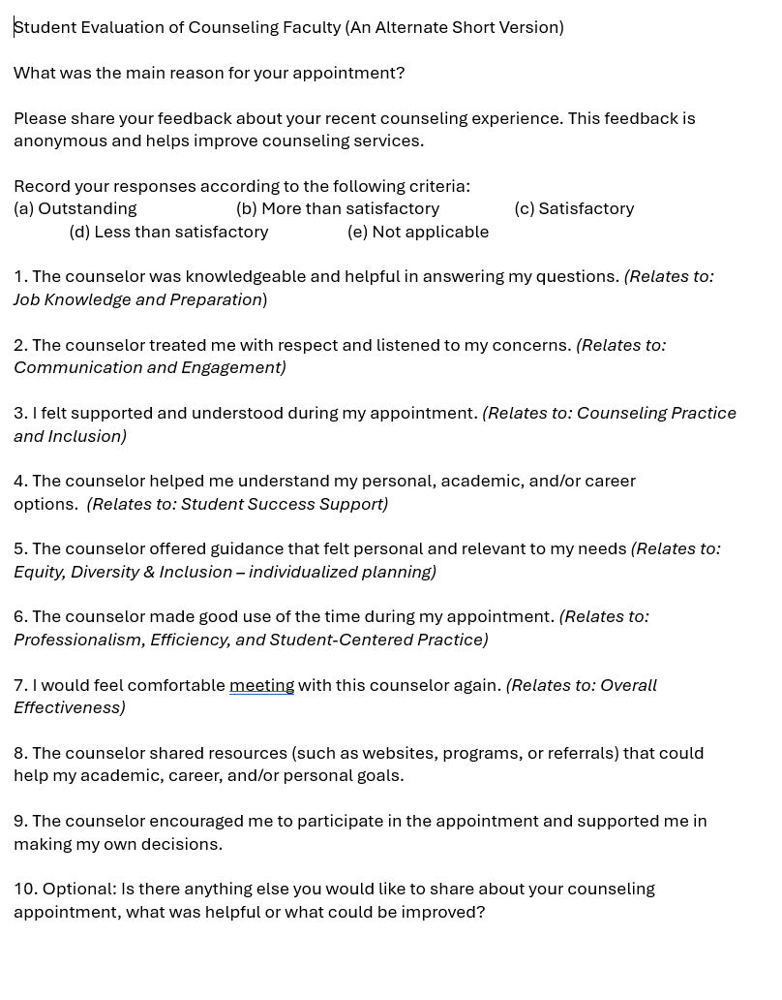 Student Evaluation of Counseling Faculty (An Alternate Short Version)
What was the main reason for your appointment?
Please share your feedback about your recent counseling experience. This feedback is
anonymous and helps improve counseling services.
Record your responses according to the following criteria:
(a) Outstanding (b) More than satisfactory (c) Satisfactory
(d) Less than satisfactory (e) Not applicable
1. The counselor was knowledgeable and helpful in answering my questions. (Relates to:
Job Knowledge and Preparation)
2. The counselor treated me with respect and listened to my concerns. (Relates to:
Communication and Engagement)
3. I felt supported and understood during my appointment. (Relates to: Counseling Practice
and Inclusion)
4. The counselor helped me understand my personal, academic, and/or career
options.  (Relates to: Student Success Support)
5. The counselor offered guidance that felt personal and relevant to my needs (Relates to:
Equity, Diversity & Inclusion – individualized planning)
6. The counselor made good use of the time during my appointment. (Relates to:
Professionalism, Efficiency, and Student-Centered Practice)
7. I would feel comfortable meeting with this counselor again. (Relates to: Overall
Effectiveness)
8. The counselor shared resources (such as websites, programs, or referrals) that could
help my academic, career, and/or personal goals.
9. The counselor encouraged me to participate in the appointment and supported me in
making my own decisions.
10. Optional: Is there anything else you would like to share about your counseling
appointment, what was helpful or what could be improved?